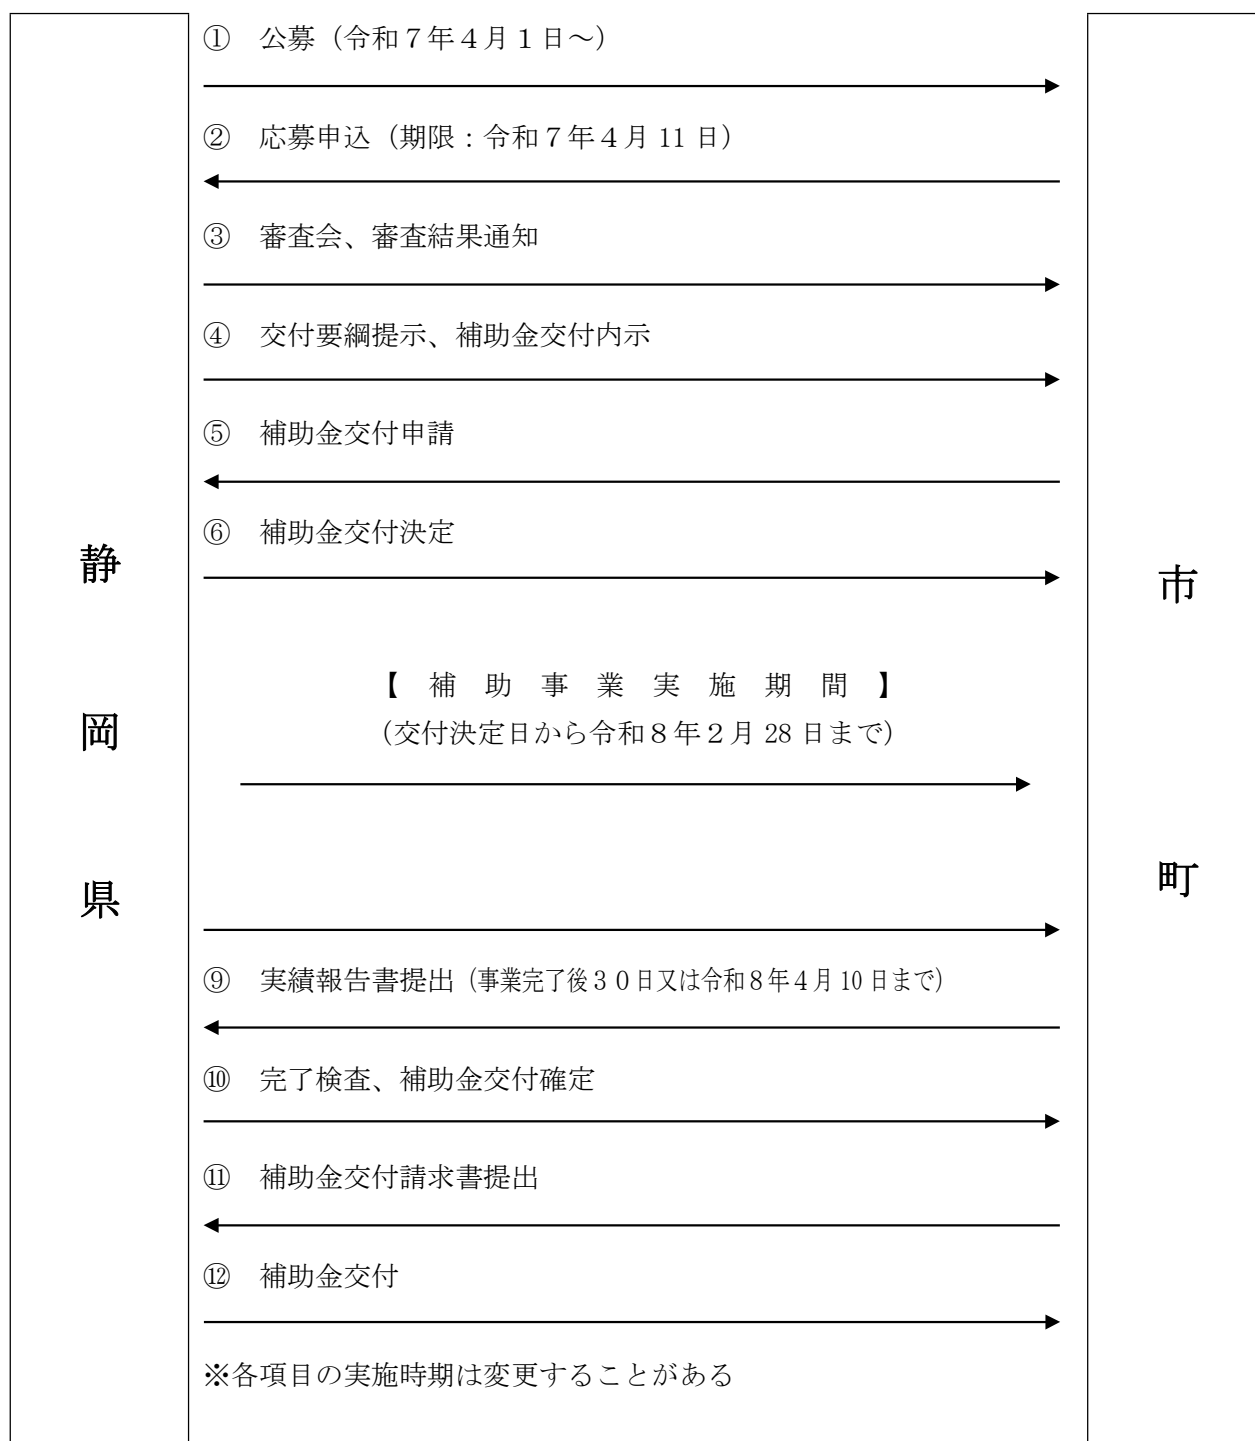 ① 公募（令和７年４月１日～）
② 応募申込（期限：令和７年４月 11 日）
③ 審査会、審査結果通知
④ 交付要綱提示、補助金交付内示
⑤ 補助金交付申請
⑥ 補助金交付決定
静岡県
市町
【 補 助 事 業 実 施 期 間 】
（交付決定日から令和８年２月 28 日まで）
⑨ 実績報告書提出（事業完了後３０日又は令和８年４月 10 日まで）
⑩ 完了検査、補助金交付確定
⑪ 補助金交付請求書提出
⑫ 補助金交付
※各項目の実施時期は変更することがある